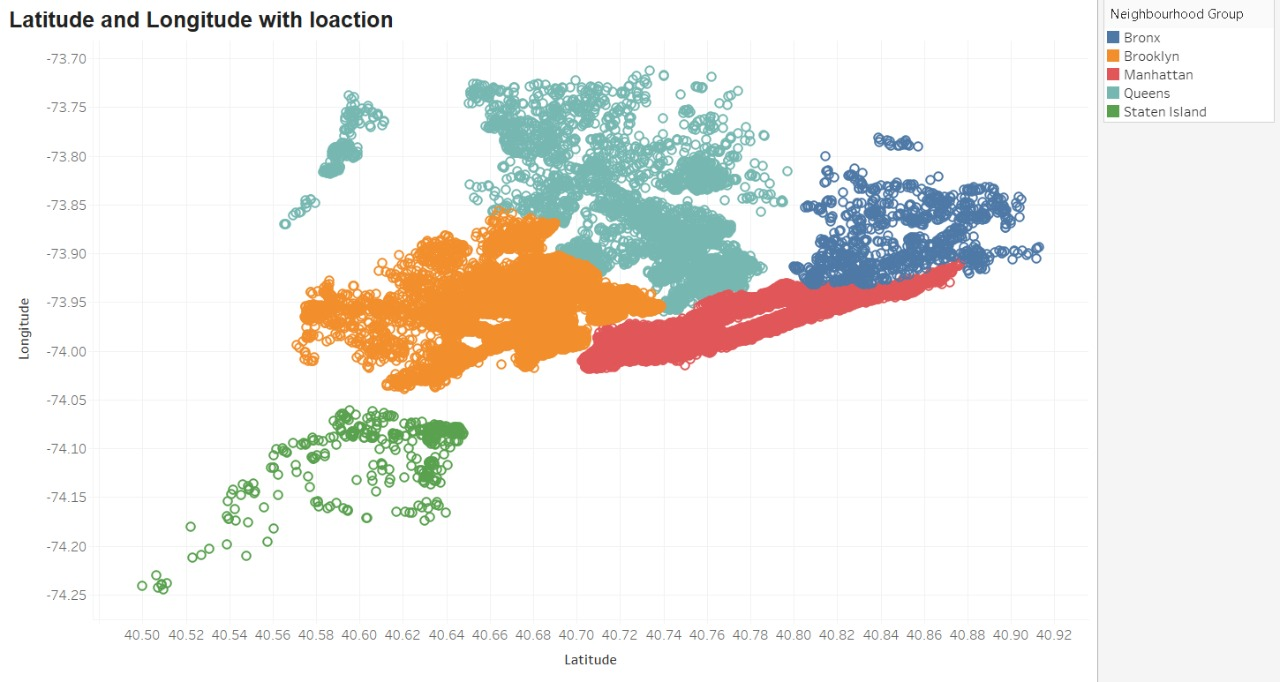 Latitude and Longitude with loaction
Neighbourhood Group
Bronx
Brooklyn
Manhattan
Queens
Staten Island
Longitude
-73.70
-73.75
-73.80
-73.85
-73.90
-73.95
-74.00
-74.05
-74.10
-74.15
-74.20
-74.25
40.50 40.52 40.54 40.56 40.58 40.60 40.62 40.64 40.66 40.68 40.70 40.72 40.74 40.76 40.78 40.80 40.82 40.84 40.86 40.88 40.90 40.92
Latitude